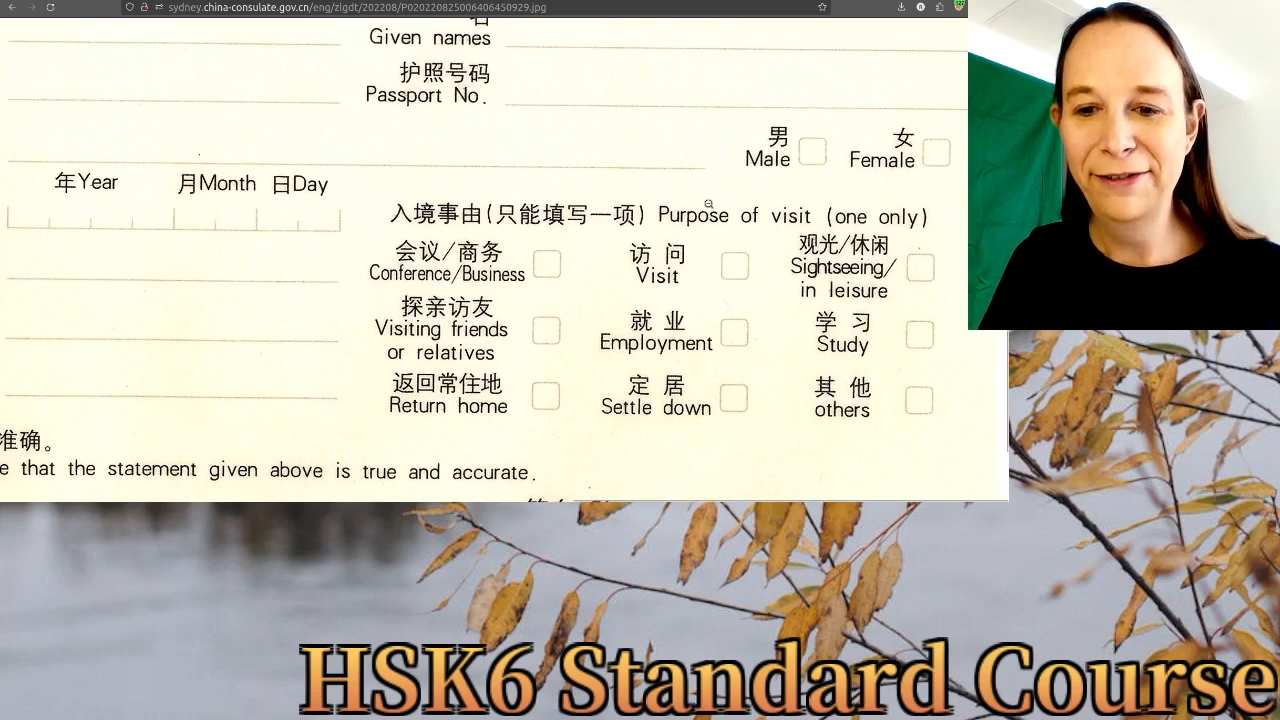 sydney.china-consulate.gov.cn/eng/zlgdt/202208/P020220825006406450929.jpg
名
Given names
护照号码
Passport No.
男
Male
女
Female
年Year 月Month 日Day
入境事由(只能填写一项) Purpose of visit (one only)
会议/商务
Conference/Business
访问
Visit
观光/休闲
Sightseeing/
in leisure
探亲访友
Visiting friends
or relatives
就业
Employment
学习
Study
返回常住地
Return home
定居
Settle down
其他
others
准确。
e that the statement given above is true and accurate.
HSK6 Standard Course